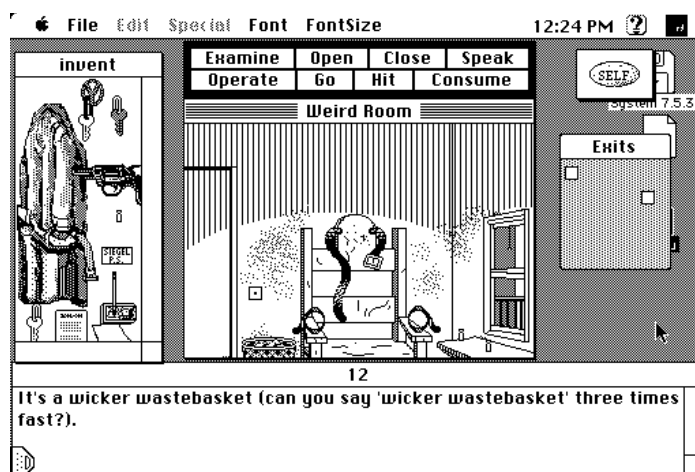 File Edit Special Font FontSize 12:24 PM
invent
Examine Open Close Speak
Operate Go Hit Consume
SELF
System 7.5.3
Weird Room
Exits
SIEGEL
P.S.
12
It's a wicker wastebasket (can you say 'wicker wastebasket' three times
fast?).